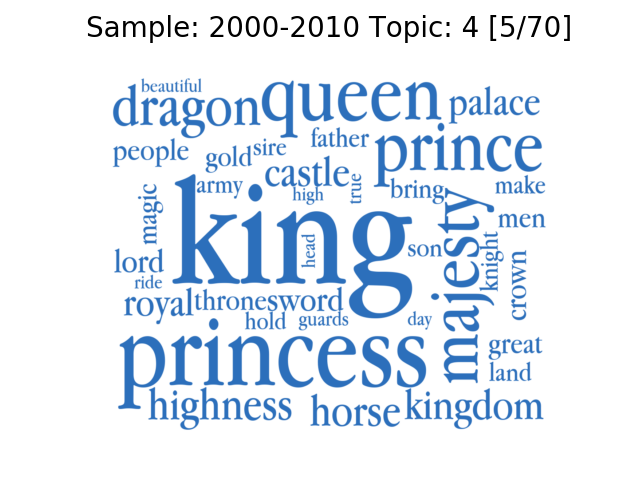 Sample: 2000-2010 Topic: 4 [5/70]
beautiful
dragon queen palace
people gold sire father prince
castle
magic army high true bring make
men
king head son majesty knight crown
lord
ride
royal throne sword
hold guards day
princess great
land
highness horse kingdom